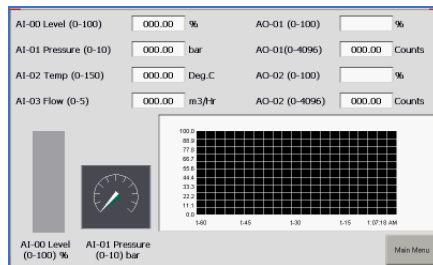 AI-00 Level (0-100) 000.00 % AO-01 (0-100) %
AI-01 Pressure (0-10) 000.00 bar AO-01(0-4096) 000.00 Counts
AI-02 Temp (0-150) 000.00 Deg.C AO-02 (0-100) %
AI-03 Flow (0-5) 000.00 m3/Hr AO-02 (0-4096) 000.00 Counts
100.0
88.9
77.8
66.7
55.6
44.4
33.3
22.2
11.1
0.0
1-60 1-45 1-30 1-15 1:07:18 AM
AI-00 Level
(0-100) %
AI-01 Pressure
(0-10) bar
Main Menu